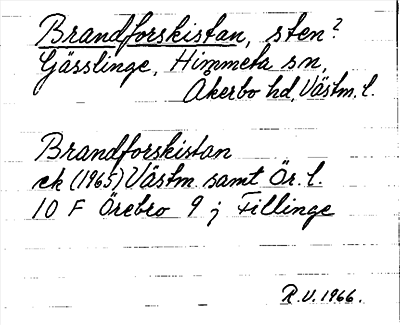 Brandforskistan, sten?
Gässlinge, Himmeta sn,
Åkerbo hd, Västm. l.
Brandforskistan
ek (1965) Västm samt Ör. l.
10 F Örebro 9 j Fillinge
R.V. 1966.